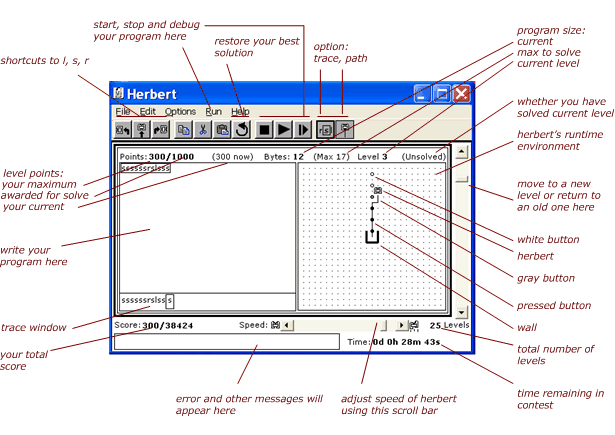 start, stop and debug
your program here
restore your best
solution
option:
trace, path
program size:
current
max to solve
current level
shortcuts to l, s, r
Herbert
File Edit Options Run Help
whether you have
solved current level
herbert's runtime
environment
level points:
your maximum
awarded for solve
your current
Points: 300/1000 (300 now) Bytes: 12 (Max 17) Level 3 (Unsolved)
ssssssrslsss
move to a new
level or return to
an old one here
white button
herbert
gray button
write your
program here
pressed button
wall
ssssssrslss s
trace window
Score: 300/38424 Speed: 25 Levels
Time: 0d 0h 28m 43s
your total
score
total number of
levels
error and other messages will
appear here
adjust speed of herbert
using this scroll bar
time remaining in
contest